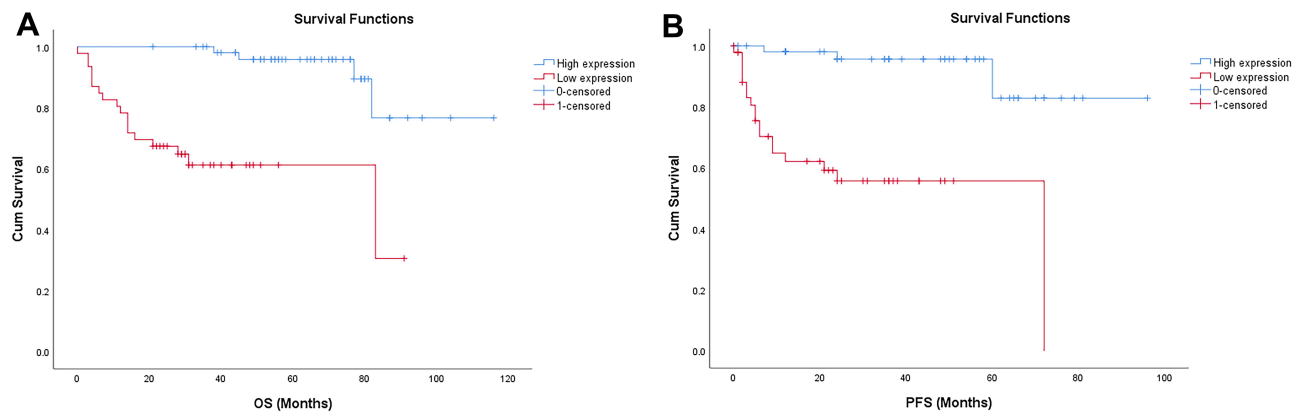 A
Survival Functions
Cum Survival
1.0
0.8
0.6
0.4
0.2
0.0
0 20 40 60 80 100 120
OS (Months)
High expression
Low expression
0-censored
1-censored
B
Survival Functions
Cum Survival
1.0
0.8
0.6
0.4
0.2
0.0
0 20 40 60 80 100
PFS (Months)
High expression
Low expression
0-censored
1-censored